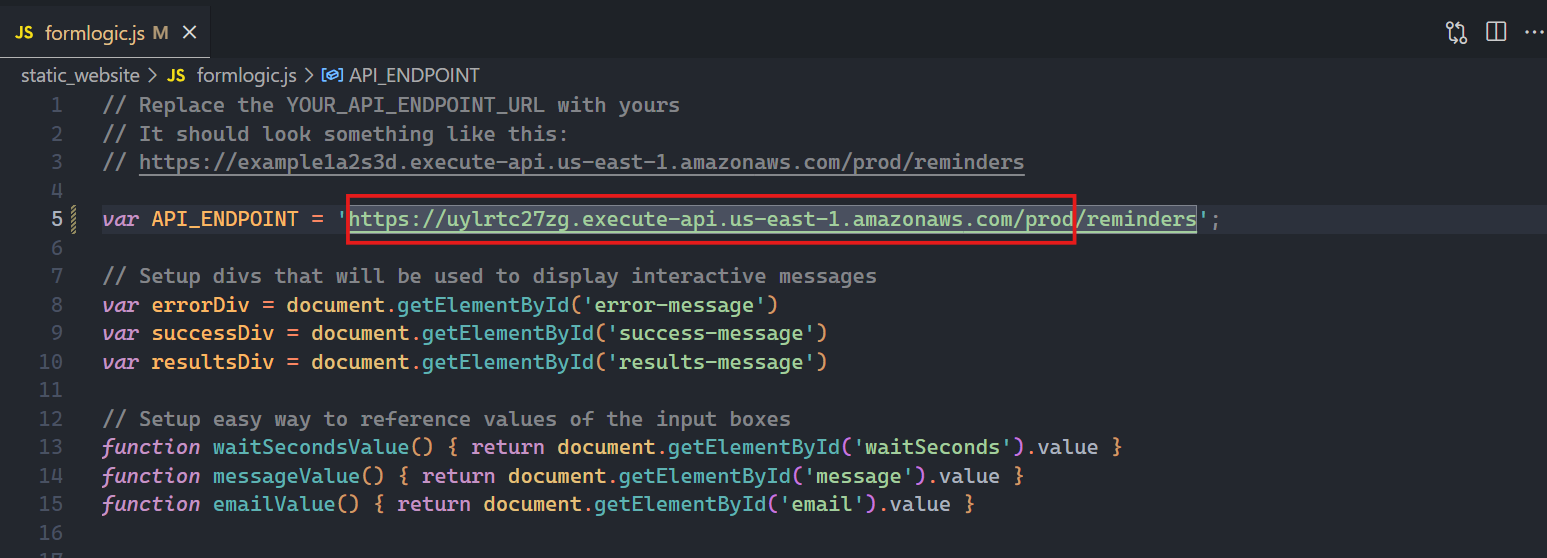 JS formlogic.js M
static_website > JS formlogic.js > API_ENDPOINT
1 // Replace the YOUR_API_ENDPOINT_URL with yours
2 // It should look something like this:
3 // https://example1a2s3d.execute-api.us-east-1.amazonaws.com/prod/reminders
4
5 var API_ENDPOINT = 'https://uylrtc27zg.execute-api.us-east-1.amazonaws.com/prod/reminders';
6
7 // Setup divs that will be used to display interactive messages
8 var errorDiv = document.getElementById('error-message')
9 var successDiv = document.getElementById('success-message')
10 var resultsDiv = document.getElementById('results-message')
11
12 // Setup easy way to reference values of the input boxes
13 function waitSecondsValue() { return document.getElementById('waitSeconds').value }
14 function messageValue() { return document.getElementById('message').value }
15 function emailValue() { return document.getElementById('email').value }
16